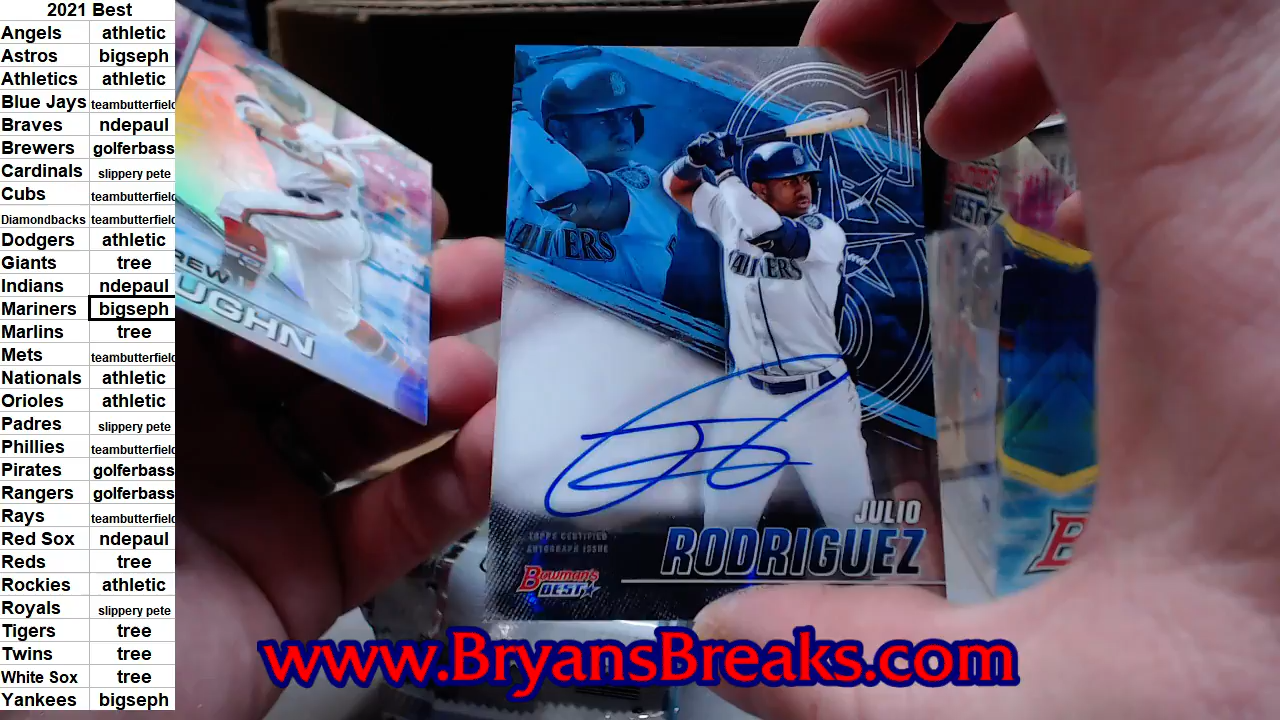 2021 Best
Angels athletic
Astros bigseph
Athletics athletic
Blue Jays teambutterfield
Braves ndepaul
Brewers golferbass
Cardinals slippery pete
Cubs teambutterfield
Diamondbacks teambutterfield
Dodgers athletic
Giants tree
Indians ndepaul
Mariners bigseph
Marlins tree
Mets teambutterfield
Nationals athletic
Orioles athletic
Padres slippery pete
Phillies teambutterfield
Pirates golferbass
Rangers golferbass
Rays teambutterfield
Red Sox ndepaul
Reds tree
Rockies athletic
Royals slippery pete
Tigers tree
Twins tree
White Sox tree
Yankees bigseph
REW
UGHN
JULIO
RODRIGUEZ
TOPPS CERTIFIED
AUTOGRAPH ISSUE
Bowman's
BEST
www.BryansBreaks.com